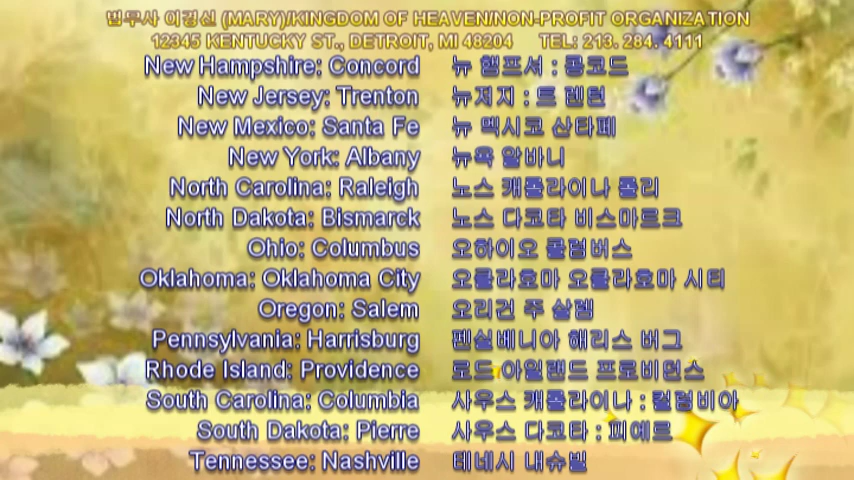 법무사 이경신 (MARY)/KINGDOM OF HEAVEN/NON-PROFIT ORGANIZATION
12345 KENTUCKY ST., DETROIT, MI 48204 TEL: 213. 284. 4111
New Hampshire: Concord 뉴 햄프셔 : 콩코드
New Jersey: Trenton 뉴저지 : 트 렌턴
New Mexico: Santa Fe 뉴 멕시코 산타페
New York: Albany 뉴욕 알바니
North Carolina: Raleigh 노스 캐롤라이나 롤리
North Dakota: Bismarck 노스 다코타 비스마르크
Ohio: Columbus 오하이오 콜럼버스
Oklahoma: Oklahoma City 오클라호마 오클라호마 시티
Oregon: Salem 오리건 주 살렘
Pennsylvania: Harrisburg 펜실베니아 해리스 버그
Rhode Island: Providence 로드 아일랜드 프로비던스
South Carolina: Columbia 사우스 캐롤라이나 : 컬럼비아
South Dakota: Pierre 사우스 다코타 : 피에르
Tennessee: Nashville 테네시 내슈빌